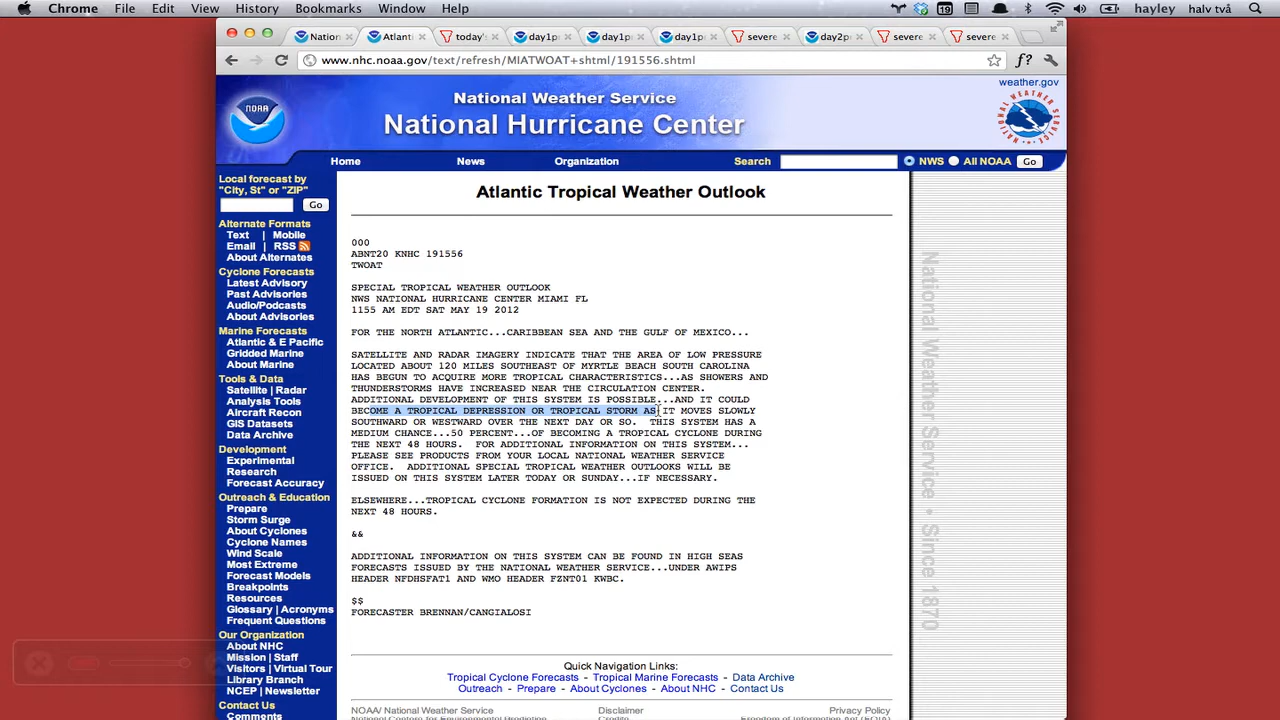 Chrome File Edit View History Bookmarks Window Help 19 hayley halv två
Nation Atlanti today's day1p day1p day1p severe day2p severe severe
www.nhc.noaa.gov/text/refresh/MIATWOAT+shtml/191556.shtml f?
weather.gov
NOAA
National Weather Service
National Hurricane Center
Home News Organization Search NWS All NOAA Go
Local forecast by
"City, St" or "ZIP"
Go
Alternate Formats
Text | Mobile
Email | RSS
About Alternates
Cyclone Forecasts
Latest Advisory
Past Advisories
Audio/Podcasts
About Advisories
Marine Forecasts
Atlantic & E Pacific
Gridded Marine
About Marine
Tools & Data
Satellite | Radar
Analysis Tools
Aircraft Recon
GIS Datasets
Data Archive
Development
Experimental
Research
Forecast Accuracy
Outreach & Education
Prepare
Storm Surge
About Cyclones
Cyclone Names
Wind Scale
Most Extreme
Forecast Models
Breakpoints
Resources
Glossary | Acronyms
Frequent Questions
Our Organization
About NHC
Mission | Staff
Visitors | Virtual Tour
Library Branch
NCEP | Newsletter
Contact Us
Comments
Atlantic Tropical Weather Outlook
000
ABNT20 KNHC 191556
TWOAT
SPECIAL TROPICAL WEATHER OUTLOOK
NWS NATIONAL HURRICANE CENTER MIAMI FL
1155 AM EDT SAT MAY 19 2012
FOR THE NORTH ATLANTIC...CARIBBEAN SEA AND THE GULF OF MEXICO...
SATELLITE AND RADAR IMAGERY INDICATE THAT THE AREA OF LOW PRESSURE
LOCATED ABOUT 120 MILES SOUTHEAST OF MYRTLE BEACH SOUTH CAROLINA
HAS BEGUN TO ACQUIRE MORE TROPICAL CHARACTERISTICS...AS SHOWERS AND
THUNDERSTORMS HAVE INCREASED NEAR THE CIRCULATION CENTER.
ADDITIONAL DEVELOPMENT OF THIS SYSTEM IS POSSIBLE...AND IT COULD
BECOME A TROPICAL DEPRESSION OR TROPICAL STORM AS IT MOVES SLOWLY
SOUTHWARD OR WESTWARD OVER THE NEXT DAY OR SO. THIS SYSTEM HAS A
MEDIUM CHANCE...50 PERCENT...OF BECOMING A TROPICAL CYCLONE DURING
THE NEXT 48 HOURS. FOR ADDITIONAL INFORMATION ON THIS SYSTEM...
PLEASE SEE PRODUCTS FROM YOUR LOCAL NATIONAL WEATHER SERVICE
OFFICE. ADDITIONAL SPECIAL TROPICAL WEATHER OUTLOOKS WILL BE
ISSUED ON THIS SYSTEM LATER TODAY OR SUNDAY...IF NECESSARY.
ELSEWHERE...TROPICAL CYCLONE FORMATION IS NOT EXPECTED DURING THE
NEXT 48 HOURS.
&&
ADDITIONAL INFORMATION ON THIS SYSTEM CAN BE FOUND IN HIGH SEAS
FORECASTS ISSUED BY THE NATIONAL WEATHER SERVICE...UNDER AWIPS
HEADER NFDHSFAT1 AND WMO HEADER FZNT01 KWBC.
$$
FORECASTER BRENNAN/CANGIALOSI
Quick Navigation Links:
Tropical Cyclone Forecasts - Tropical Marine Forecasts - Data Archive
Outreach - Prepare - About Cyclones - About NHC - Contact Us
NOAA/ National Weather Service Disclaimer Privacy Policy
National Weather Service • Since 1870